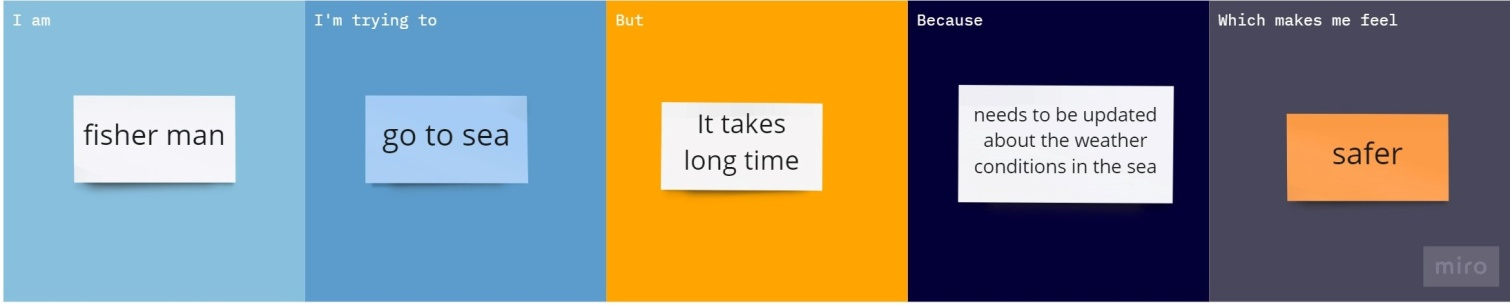 I am
fisher man
I'm trying to
go to sea
But
It takes
long time
Because
needs to be updated
about the weather
conditions in the sea
Which makes me feel
safer
miro